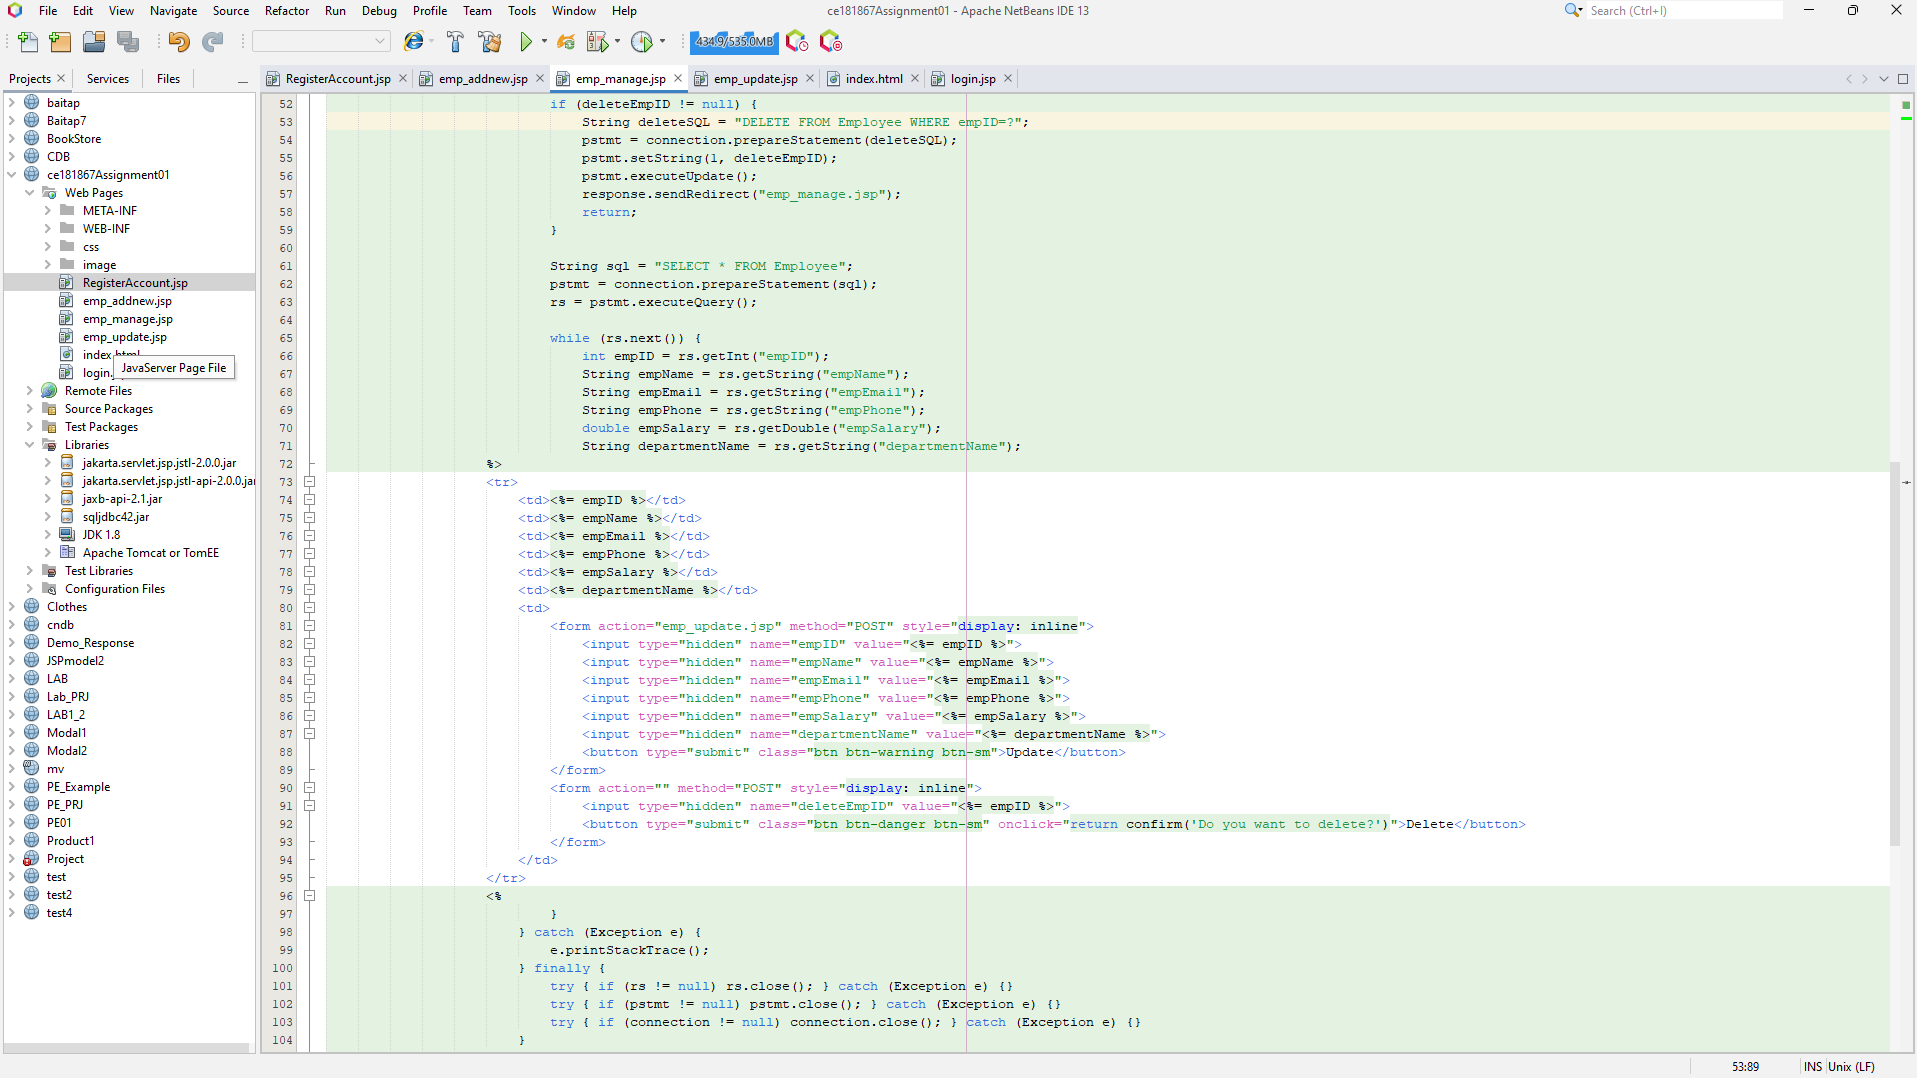 File Edit View Navigate Source Refactor Run Debug Profile Team Tools Window Help
ce181867Assignment01 - Apache NetBeans IDE 13
Search (Ctrl+I)
434.9/535.0MB
Projects
Services
Files
RegisterAccount.jsp
emp_addnew.jsp
emp_manage.jsp
emp_update.jsp
index.html
login.jsp
baitap
Baitap7
BookStore
CDB
ce181867Assignment01
Web Pages
META-INF
WEB-INF
css
image
RegisterAccount.jsp
emp_addnew.jsp
emp_manage.jsp
emp_update.jsp
index.html
login.
JavaServer Page File
Remote Files
Source Packages
Test Packages
Libraries
jakarta.servlet.jsp.jstl-2.0.0.jar
jakarta.servlet.jsp.jstl-api-2.0.0.jar
jaxb-api-2.1.jar
sqljdbc42.jar
JDK 1.8
Apache Tomcat or TomEE
Test Libraries
Configuration Files
Clothes
cndb
Demo_Response
JSPmodel2
LAB
Lab_PRJ
LAB1_2
Modal1
Modal2
mv
PE_Example
PE_PRJ
PE01
Product1
Project
test
test2
test4
52 if (deleteEmpID != null) {
53 String deleteSQL = "DELETE FROM Employee WHERE empID=?";
54 pstmt = connection.prepareStatement(deleteSQL);
55 pstmt.setString(1, deleteEmpID);
56 pstmt.executeUpdate();
57 response.sendRedirect("emp_manage.jsp");
58 return;
59 }
60
61 String sql = "SELECT * FROM Employee";
62 pstmt = connection.prepareStatement(sql);
63 rs = pstmt.executeQuery();
64
65 while (rs.next()) {
66 int empID = rs.getInt("empID");
67 String empName = rs.getString("empName");
68 String empEmail = rs.getString("empEmail");
69 String empPhone = rs.getString("empPhone");
70 double empSalary = rs.getDouble("empSalary");
71 String departmentName = rs.getString("departmentName");
72 %>
73 <tr>
74 <td><%= empID %></td>
75 <td><%= empName %></td>
76 <td><%= empEmail %></td>
77 <td><%= empPhone %></td>
78 <td><%= empSalary %></td>
79 <td><%= departmentName %></td>
80 <td>
81 <form action="emp_update.jsp" method="POST" style="display: inline">
82 <input type="hidden" name="empID" value="<%= empID %>">
83 <input type="hidden" name="empName" value="<%= empName %>">
84 <input type="hidden" name="empEmail" value="<%= empEmail %>">
85 <input type="hidden" name="empPhone" value="<%= empPhone %>">
86 <input type="hidden" name="empSalary" value="<%= empSalary %>">
87 <input type="hidden" name="departmentName" value="<%= departmentName %>">
88 <button type="submit" class="btn btn-warning btn-sm">Update</button>
89 </form>
90 <form action="" method="POST" style="display: inline">
91 <input type="hidden" name="deleteEmpID" value="<%= empID %>">
92 <button type="submit" class="btn btn-danger btn-sm" onclick="return confirm('Do you want to delete?')">Delete</button>
93 </form>
94 </td>
95 </tr>
96 <%
97 }
98 } catch (Exception e) {
99 e.printStackTrace();
100 } finally {
101 try { if (rs != null) rs.close(); } catch (Exception e) {}
102 try { if (pstmt != null) pstmt.close(); } catch (Exception e) {}
103 try { if (connection != null) connection.close(); } catch (Exception e) {}
104 }
53:89
INS
Unix (LF)